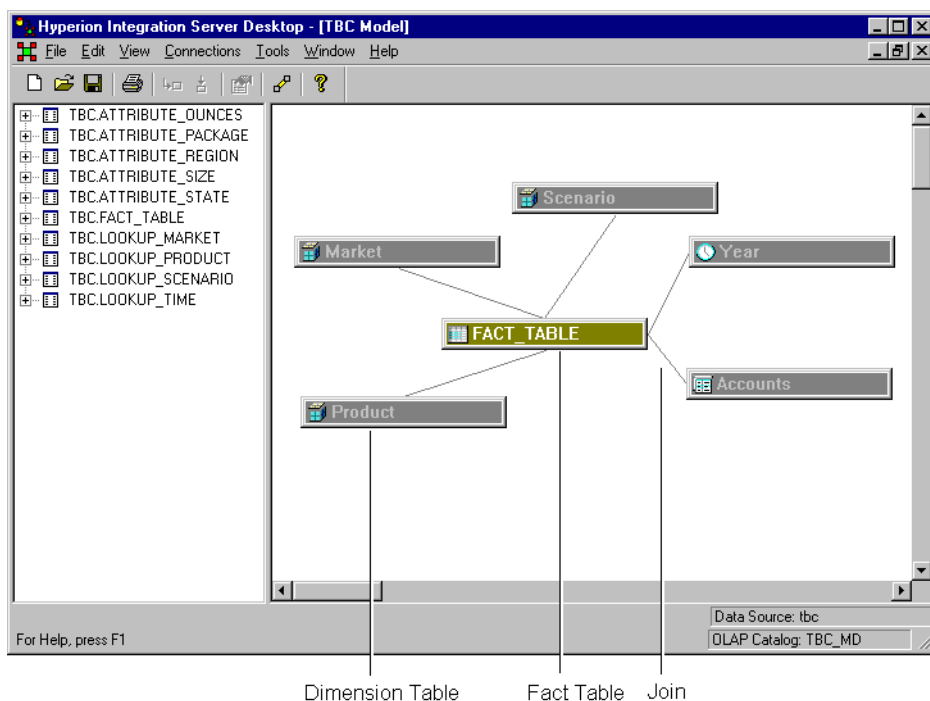 Hyperion Integration Server Desktop - [TBC Model]
File Edit View Connections Tools Window Help
TBC.ATTRIBUTE_OUNCES
TBC.ATTRIBUTE_PACKAGE
TBC.ATTRIBUTE_REGION
TBC.ATTRIBUTE_SIZE
TBC.ATTRIBUTE_STATE
TBC.FACT_TABLE
TBC.LOOKUP_MARKET
TBC.LOOKUP_PRODUCT
TBC.LOOKUP_SCENARIO
TBC.LOOKUP_TIME
Scenario
Market
Year
FACT_TABLE
Accounts
Product
Data Source: tbc
For Help, press F1
OLAP Catalog: TBC_MD
Dimension Table
Fact Table
Join